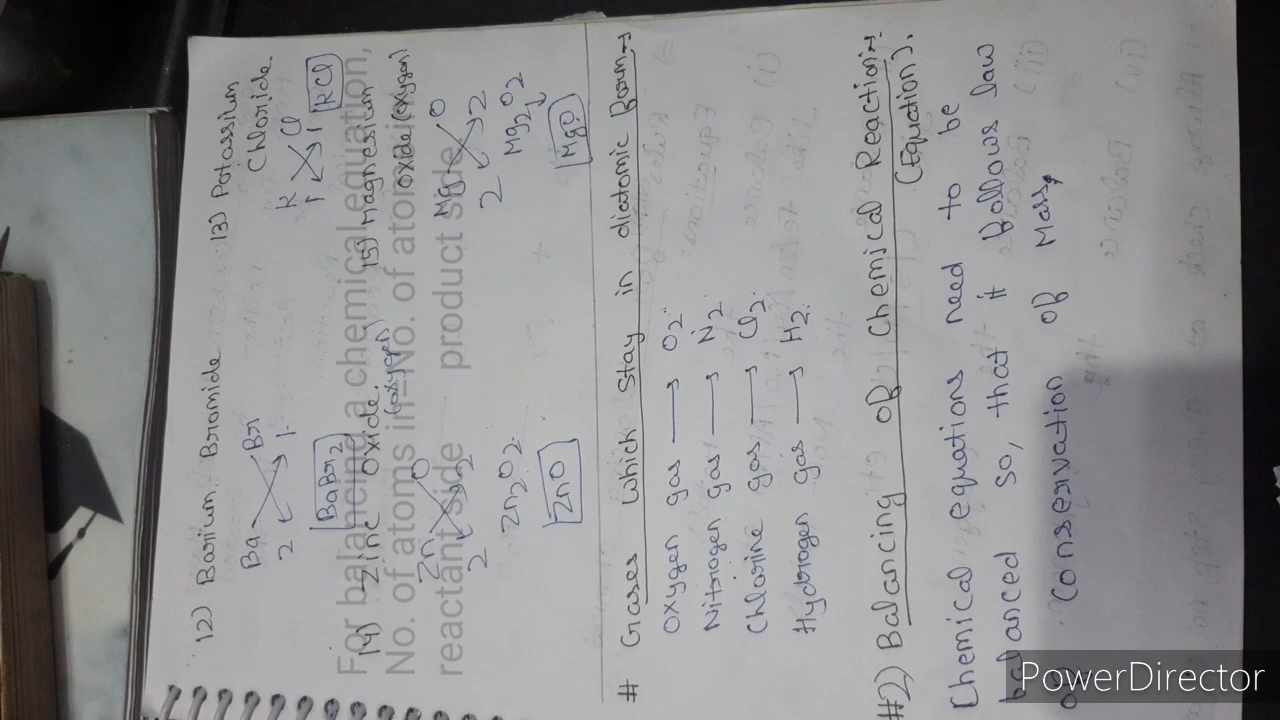 12) Barium Bromide 13) Potassium Chloride
Ba Br
2 1
BaBr2
K Cl
1 1
KCl
14) Zinc Oxide (oxygen)
Zn O
2 2
Zn2O2
ZnO
15) Magnesium oxide (oxygen)
Mg O
2 2
Mg2O2
MgO
For balancing a chemical equation,
No. of atoms in=No. of atoms in
reactant side product side
# Gases which stay in diatomic form→
Oxygen gas → O2
Nitrogen gas → N2.
Chlorine gas → Cl2.
Hydrogen gas → H2.
#2) Balancing of Chemical Reaction→
(Equation).
Chemical equations need to be
balanced so, that it follows law
of Conservation of Mass,
PowerDirector